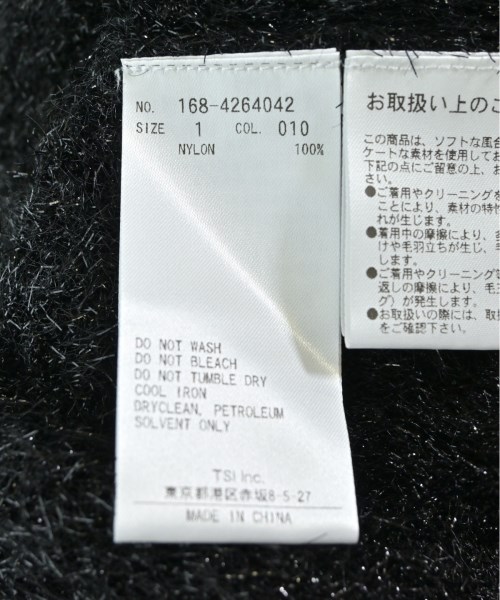 NO. 168-4264042
SIZE 1 COL. 010
NYLON 100%
DO NOT WASH
DO NOT BLEACH
DO NOT TUMBLE DRY
COOL IRON
DRYCLEAN, PETROLEUM
SOLVENT ONLY
TSI Inc.
東京都港区赤坂8-5-27
MADE IN CHINA
お取扱い上のご
この商品は、ソフトな風合
ケートな素材を使用してお
下記の点にご留意の上、お
さい。
●ご着用やクリーニングを
ことにより、素材の特性
れが生じます。
●着用中の摩擦により、
けや毛羽立ちが生じ、
します。
●ご着用やクリーニング
返しの摩擦により、毛
グ）が発生します。
●お取扱いの際には、取
をご確認下さい。